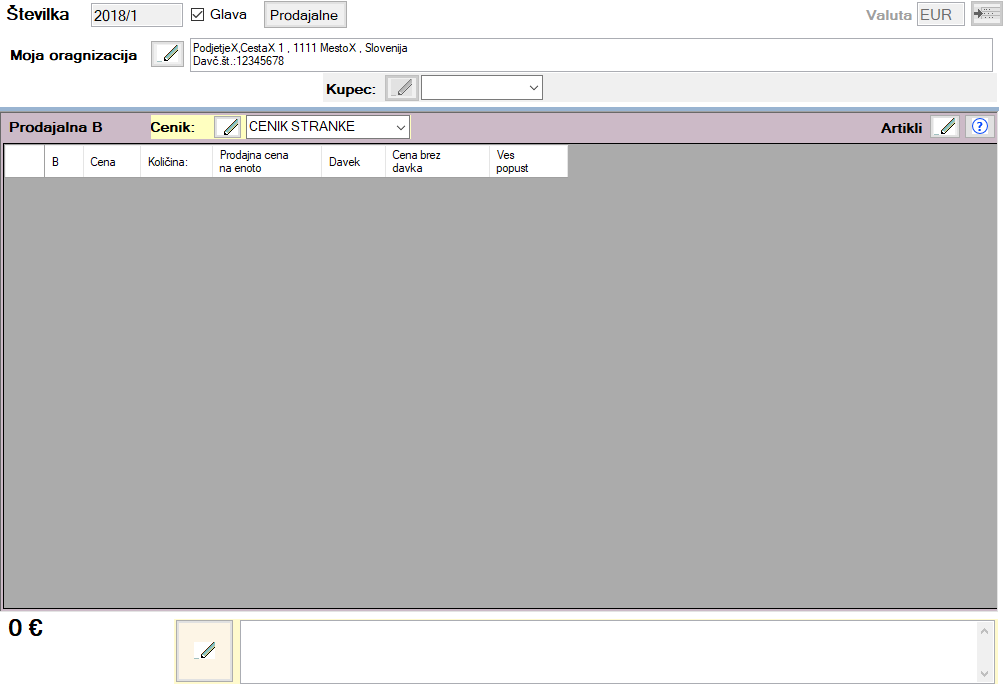 Številka 2018/1 Glava Prodajalne Valuta EUR
Moja oragnizacija PodjetjeX,CestaX 1 , 1111 MestoX , Slovenija
Davč.št.:12345678
Kupec:
Prodajalna B Cenik: CENIK STRANKE Artikli ?
B Cena Količina: Prodajna cena na enoto Davek Cena brez davka Ves popust
0 €